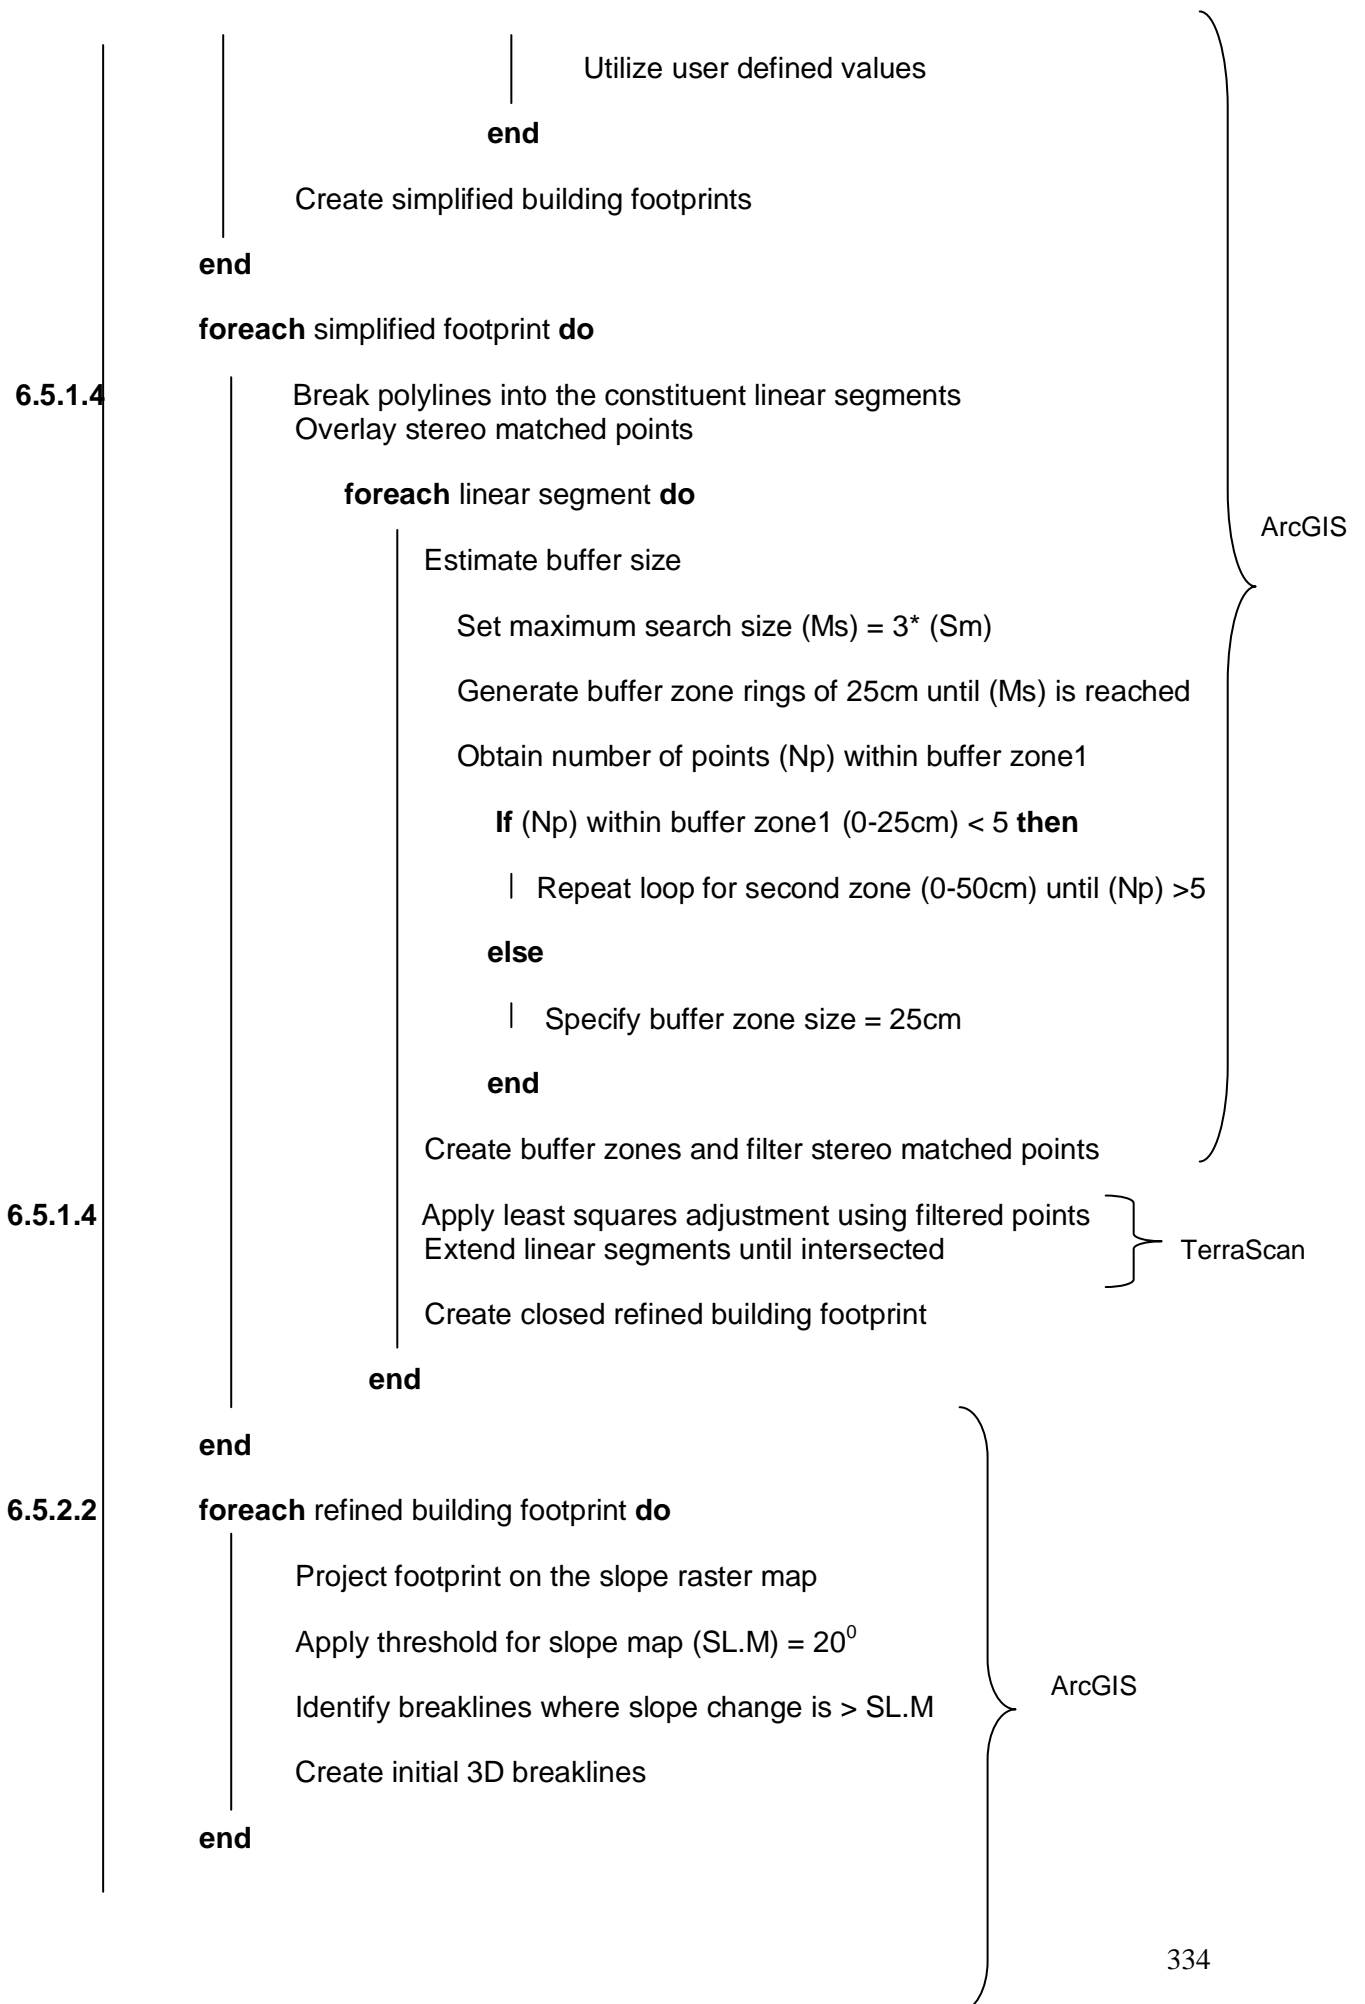 Utilize user defined values
end
Create simplified building footprints
end
foreach simplified footprint do
6.5.1.4 Break polylines into the constituent linear segments
Overlay stereo matched points
foreach linear segment do
ArcGIS
Estimate buffer size
Set maximum search size (Ms) = 3* (Sm)
Generate buffer zone rings of 25cm until (Ms) is reached
Obtain number of points (Np) within buffer zone1
If (Np) within buffer zone1 (0-25cm) < 5 then
Repeat loop for second zone (0-50cm) until (Np) >5
else
Specify buffer zone size = 25cm
end
Create buffer zones and filter stereo matched points
6.5.1.4 Apply least squares adjustment using filtered points
Extend linear segments until intersected TerraScan
Create closed refined building footprint
end
end
6.5.2.2 foreach refined building footprint do
Project footprint on the slope raster map
Apply threshold for slope map (SL.M) = 20⁰
ArcGIS
Identify breaklines where slope change is > SL.M
Create initial 3D breaklines
end
334